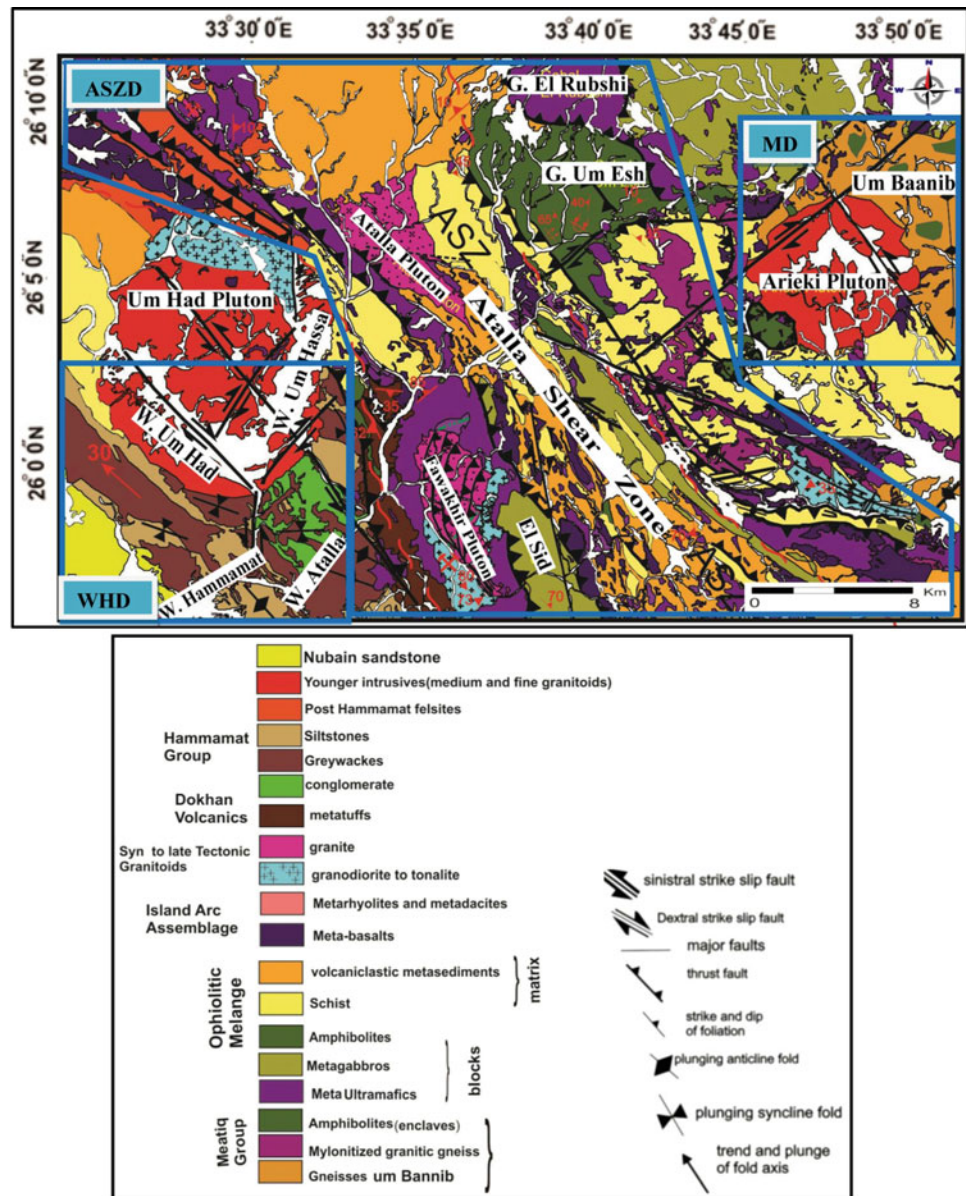 33°30′0″E 33°35′0″E 33°40′0″E 33°45′0″E 33°50′0″E
26°10′0″N
26°5′0″N
26°0′0″N
N
W E
S
ASZD
G. El Rubshi
MD
G. Um Esh
Um Baanib
Atalla Pluton
ASZ
Arieki Pluton
Um Had Pluton
W. Um Hassa
Atalla Shear Zone
W. Um Had
30
Fawakhir Pluton
El Sid
70
W. Hammamat
W. Atalla
WHD
0 8 Km
Nubain sandstone
Younger intrusives(medium and fine granitoids)
Post Hammamat felsites
Hammamat
Group
Siltstones
Greywackes
conglomerate
Dokhan
Volcanics
metatuffs
Syn to late Tectonic
Granitoids
granite
granodiorite to tonalite
Island Arc
Assemblage
Metarhyolites and metadacites
Meta-basalts
Ophiolitic
Melange
volcaniclastic metasediments
Schist
matrix
Amphibolites
Metagabbros
Meta Ultramafics
blocks
Meatiq
Group
Amphibolites (enclaves)
Mylonitized granitic gneiss
Gneisses um Bannib
sinistral strike slip fault
Dextral strike slip fault
major faults
thrust fault
strike and dip
of foliation
plunging anticline fold
plunging syncline fold
trend and plunge
of fold axis